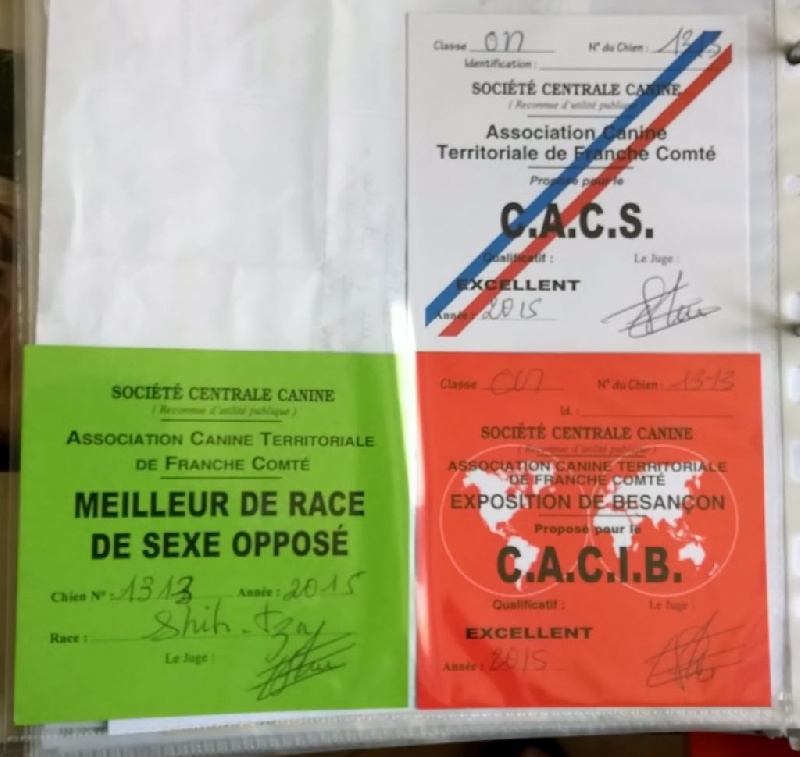 Classe on N° du Chien : 1313
Identification :
SOCIÉTÉ CENTRALE CANINE
( Reconnue d'utilité publique )
Association Canine
Territoriale de Franche Comté
Proposé pour le
C.A.C.S.
Qualificatif : Le Juge :
EXCELLENT
Année : 2015
SOCIÉTÉ CENTRALE CANINE
( Reconnue d'utilité publique )
ASSOCIATION CANINE TERRITORIALE
DE FRANCHE COMTÉ
MEILLEUR DE RACE
DE SEXE OPPOSÉ
Chien N° : 1313 Année : 2015
Race : Shih-tzu
Le Juge :
Classe on N° du Chien : 1313
Id. :
SOCIÉTÉ CENTRALE CANINE
( Reconnue d'utilité publique )
ASSOCIATION CANINE TERRITORIALE
DE FRANCHE COMTÉ
EXPOSITION DE BESANÇON
Proposé pour le
C.A.C.I.B.
Qualificatif : Le Juge :
EXCELLENT
Année : 2015